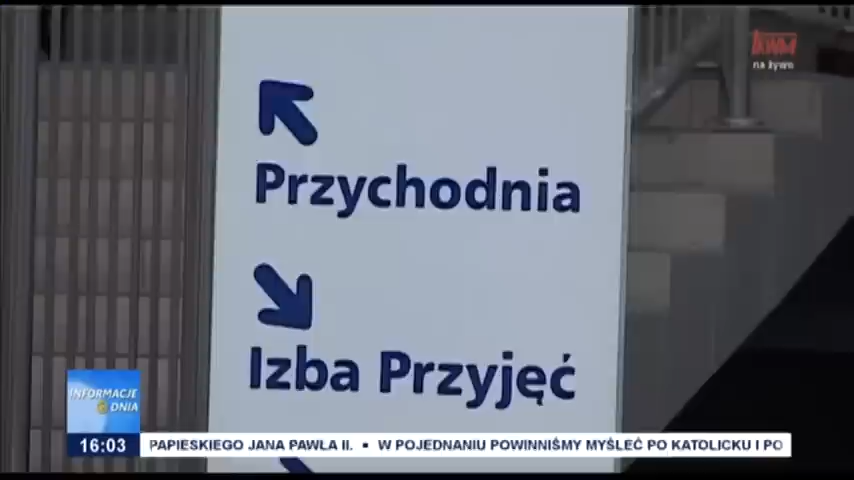 TRWAM
na żywo
Przychodnia
Izba Przyjęć
INFORMACJE
DNIA
16:03 PAPIESKIEGO JANA PAWŁA II. ▪ W POJEDNANIU POWINNIŚMY MYŚLEĆ PO KATOLICKU I PO